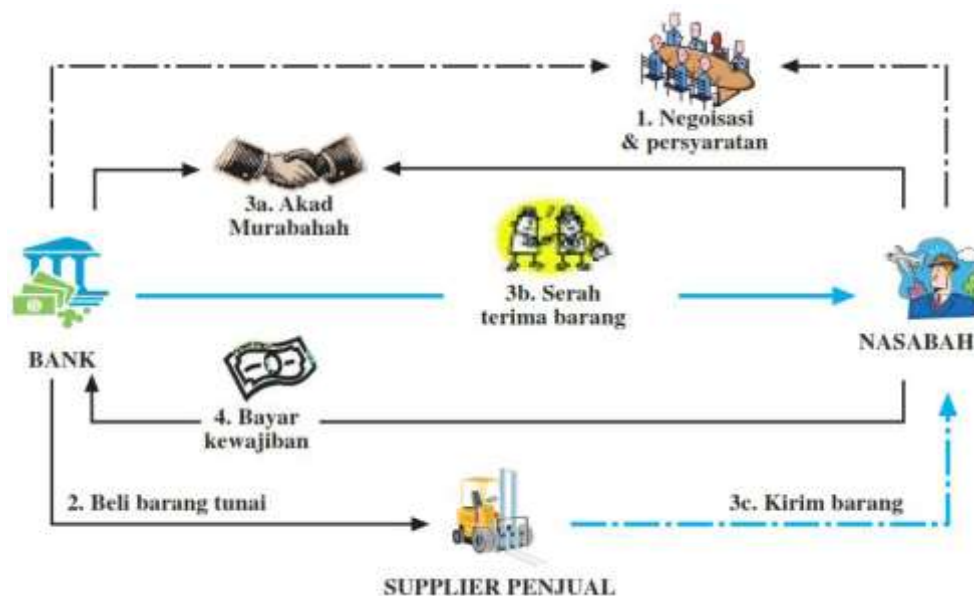 1. Negoisasi
& persyaratan
3a. Akad
Murabahah
3b. Serah
terima barang
BANK
NASABAH
4. Bayar
kewajiban
2. Beli barang tunai
3c. Kirim barang
SUPPLIER PENJUAL